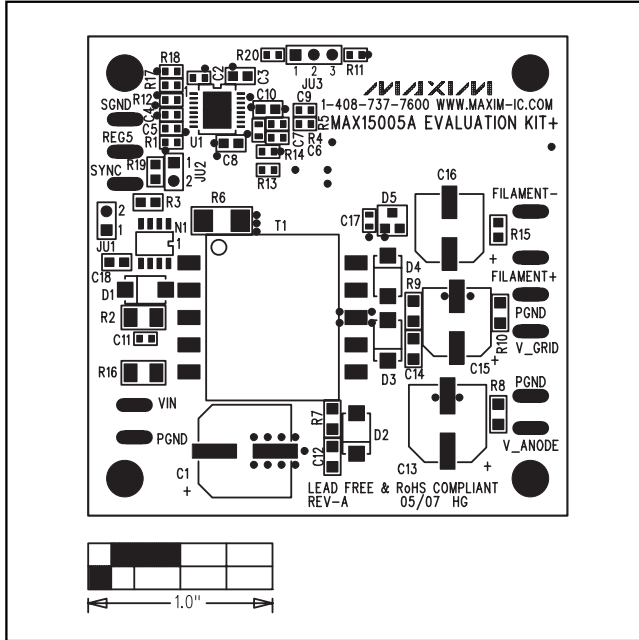 R18
R20
1 2 3
R11
JU3
R17
R12
C4
C5
R1
1
U1
C2
C3
C10
C9
R5
R4
C7
C6
C8
R14
R13
MAXIM
1-408-737-7600 WWW.MAXIM-IC.COM
MAX15005A EVALUATION KIT+
SGND
REG5
SYNC
R19
1
2
JU2
R3
2
1
JU1
N1
1
C18
D1
R2
C11
R16
R6
T1
C17
D5
C16
+
FILAMENT-
R15
FILAMENT+
D4
R9
PGND
R10
V_GRID
C15
+
D3
C14
VIN
PGND
C1
+
R7
C12
D2
C13
+
R8
PGND
V_ANODE
LEAD FREE & RoHS COMPLIANT
REV-A 05/07 HG
1.0"